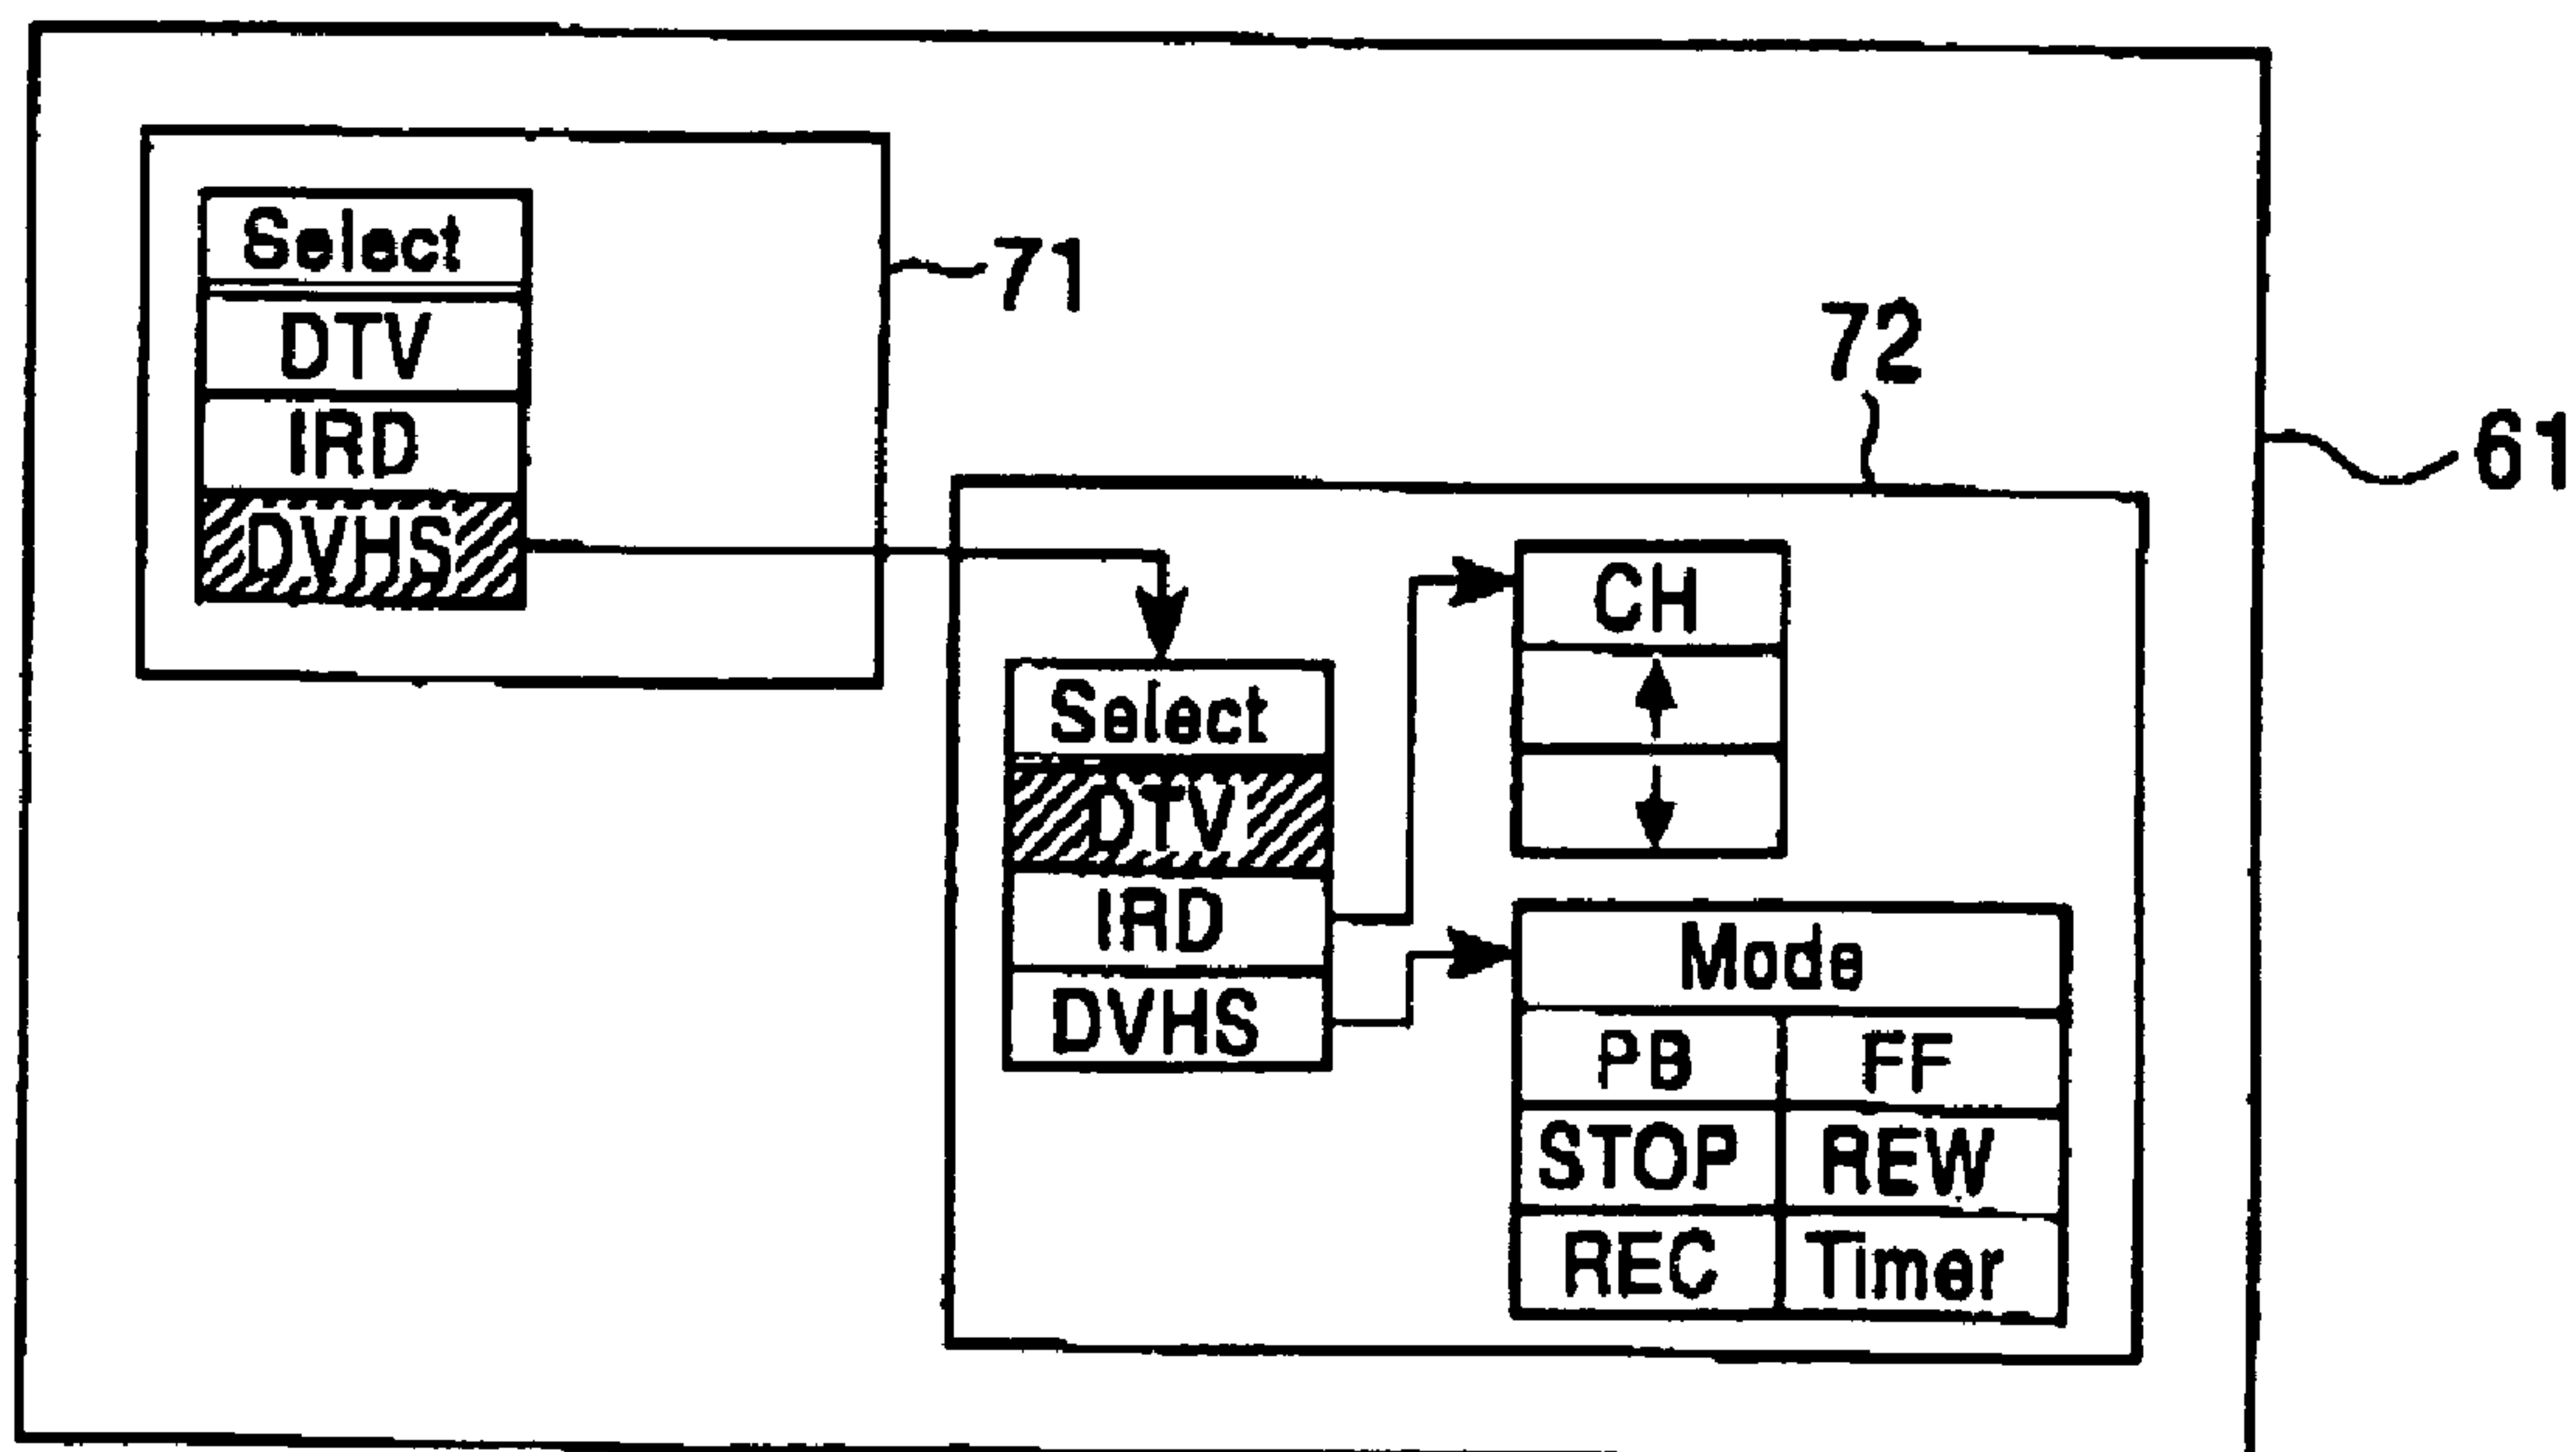 Select
DTV
IRD
DVHS
71
72
61
Select
DTV
IRD
DVHS
CH
Mode
PB FF
STOP REW
REC Timer